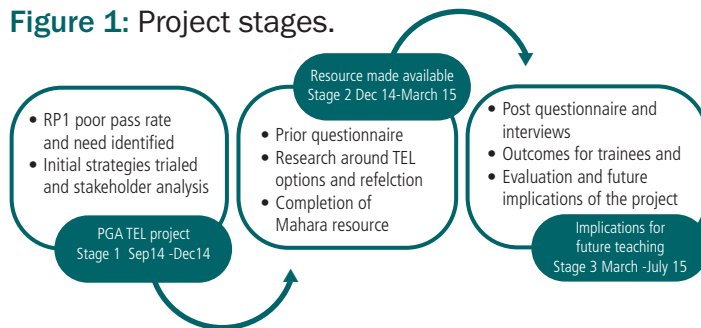 Figure 1: Project stages.
• RP1 poor pass rate
and need identified
• Initial strategies trialed
and stakeholder analysis
PGA TEL project
Stage 1 Sep14 -Dec14
Resource made available
Stage 2 Dec 14-March 15
• Prior questionnaire
• Research around TEL
options and refelction
• Completion of
Mahara resource
• Post questionnaire and
interviews
• Outcomes for trainees and
• Evaluation and future
implications of the project
Implications for
future teaching
Stage 3 March -July 15